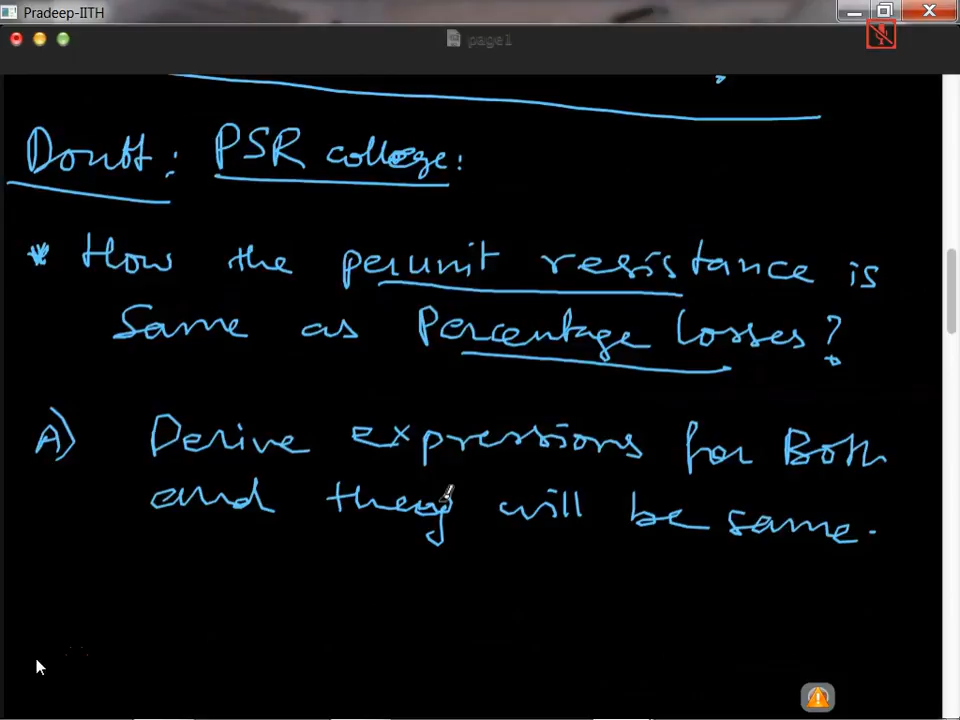 Pradeep-IITH
page1
Doubt: PSR college:
* How the perunit resistance is
Same as Percentage losses?
A) Derive expressions for Both
and they will be same.